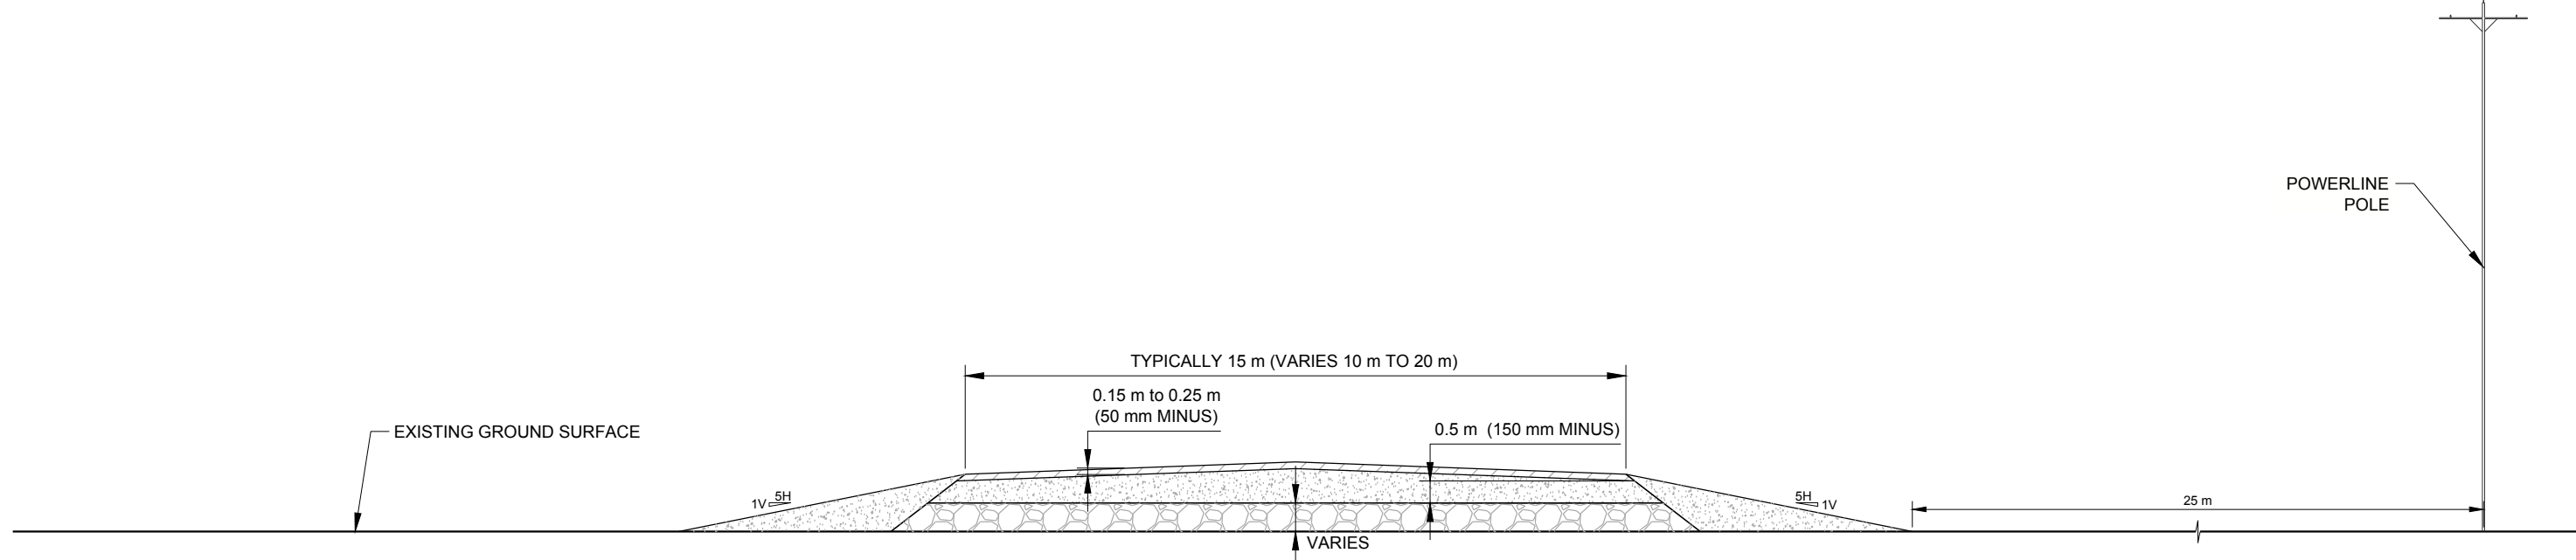 POWERLINE
POLE
TYPICALLY 15 m (VARIES 10 m TO 20 m)
0.15 m to 0.25 m
(50 mm MINUS)
0.5 m (150 mm MINUS)
EXISTING GROUND SURFACE
5H
1V
5H
1V
25 m
VARIES